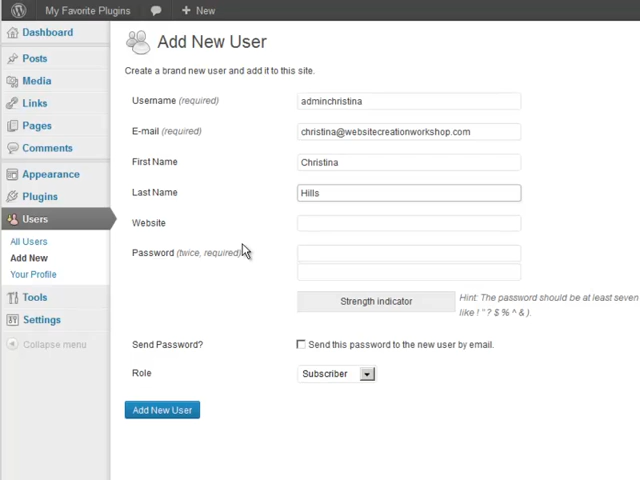 My Favorite Plugins + New
Dashboard
Posts
Media
Links
Pages
Comments
Appearance
Plugins
Users
All Users
Add New
Your Profile
Tools
Settings
Collapse menu
Add New User
Create a brand new user and add it to this site.
Username (required) adminchristina
E-mail (required) christina@websitecreationworkshop.com
First Name Christina
Last Name Hills
Website
Password (twice, required)
Strength indicator Hint: The password should be at least seven
like ! " ? $ % ^ & ).
Send Password? Send this password to the new user by email.
Role Subscriber
Add New User